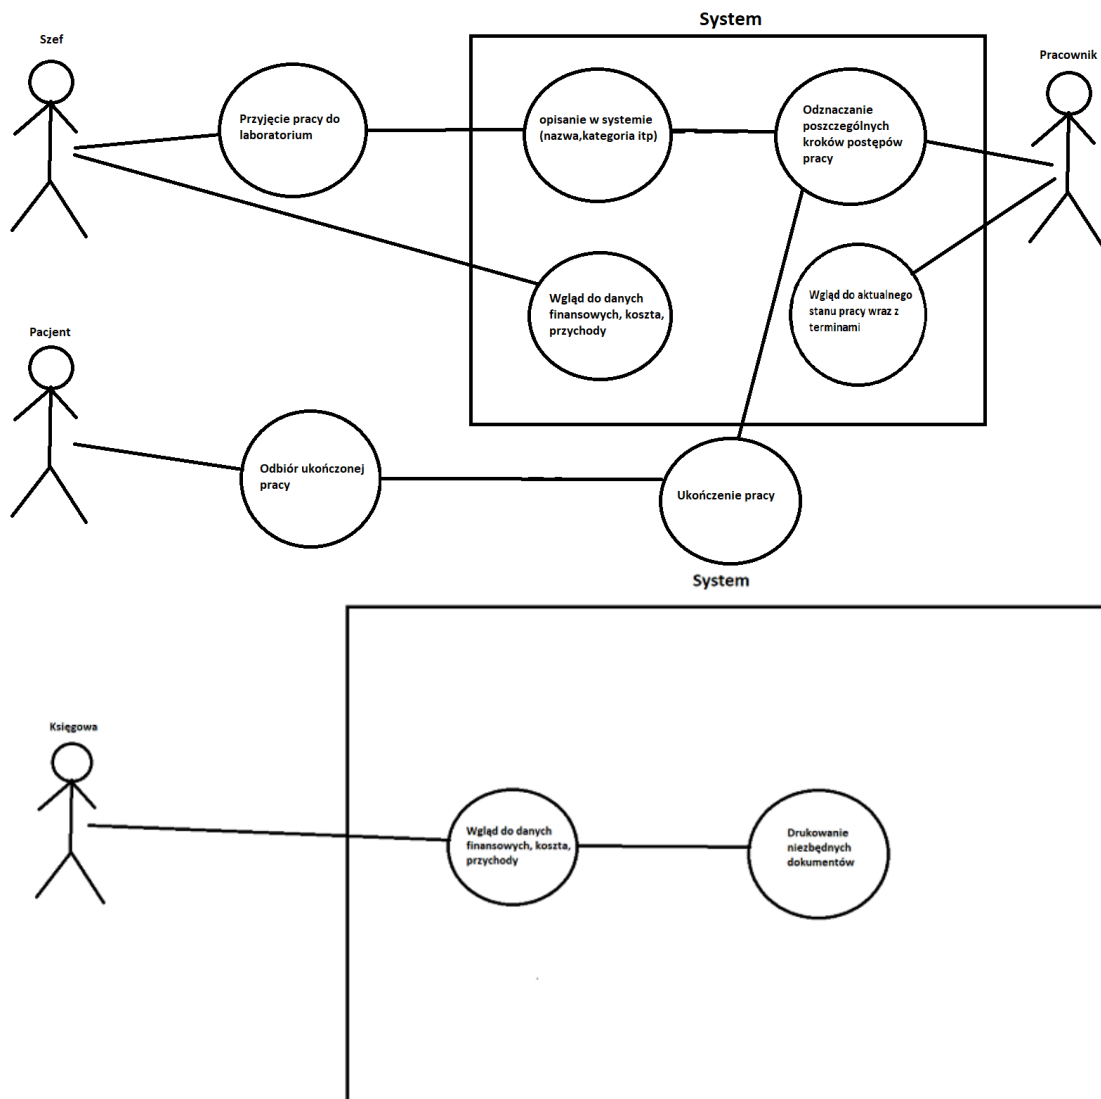 System
Szef
Pracownik
Przyjęcie pracy do
laboratorium
opisanie w systemie
(nazwa,kategoria itp)
Odznaczanie
poszczególnych
kroków postępów
pracy
Wgląd do danych
finansowych, koszta,
przychody
Wgląd do aktualnego
stanu pracy wraz z
terminami
Pacjent
Odbiór ukończonej
pracy
Ukończenie pracy
System
Księgowa
Wgląd do danych
finansowych, koszta,
przychody
Drukowanie
niezbędnych
dokumentów